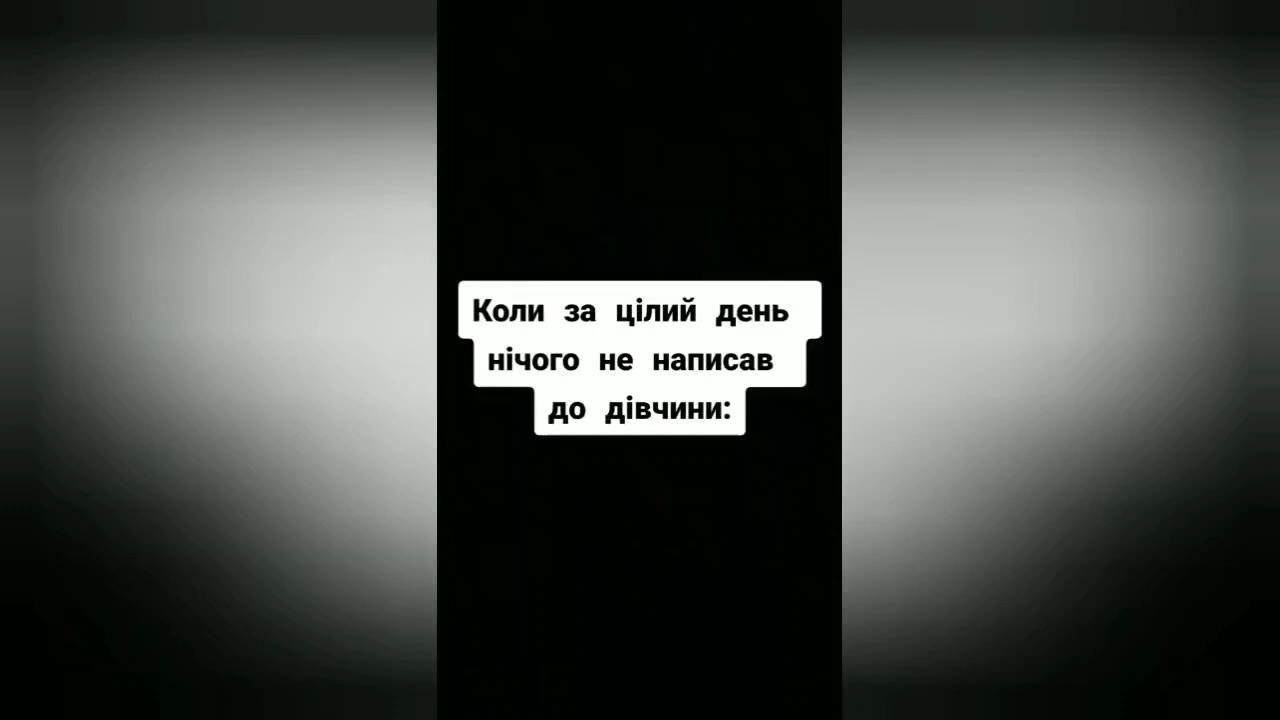 Коли за цілий день
нічого не написав
до дівчини: